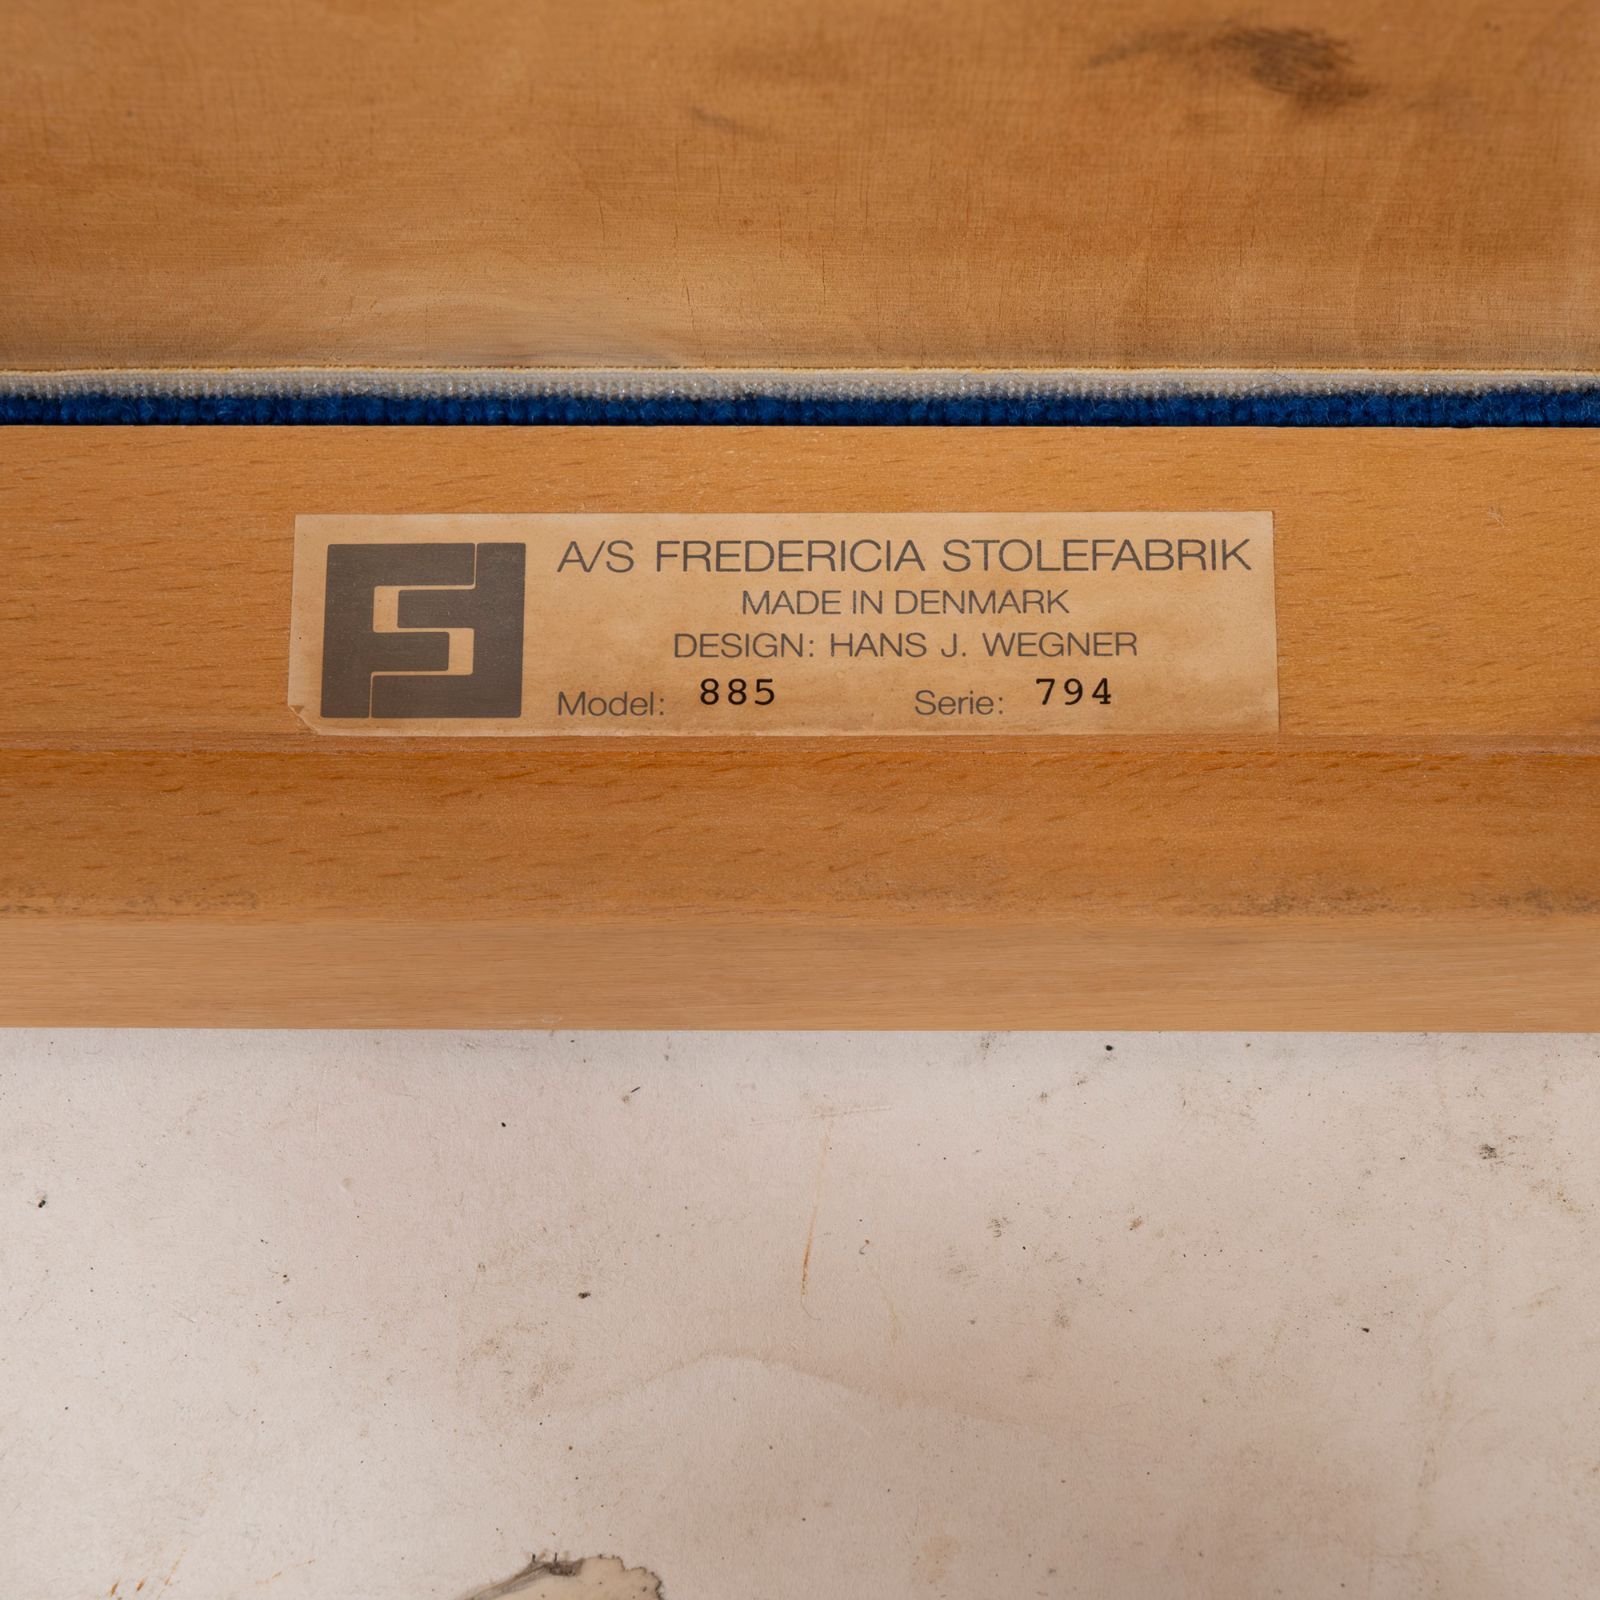 A/S FREDERICIA STOLEFABRIK
MADE IN DENMARK
DESIGN: HANS J. WEGNER
Model: 885 Serie: 794